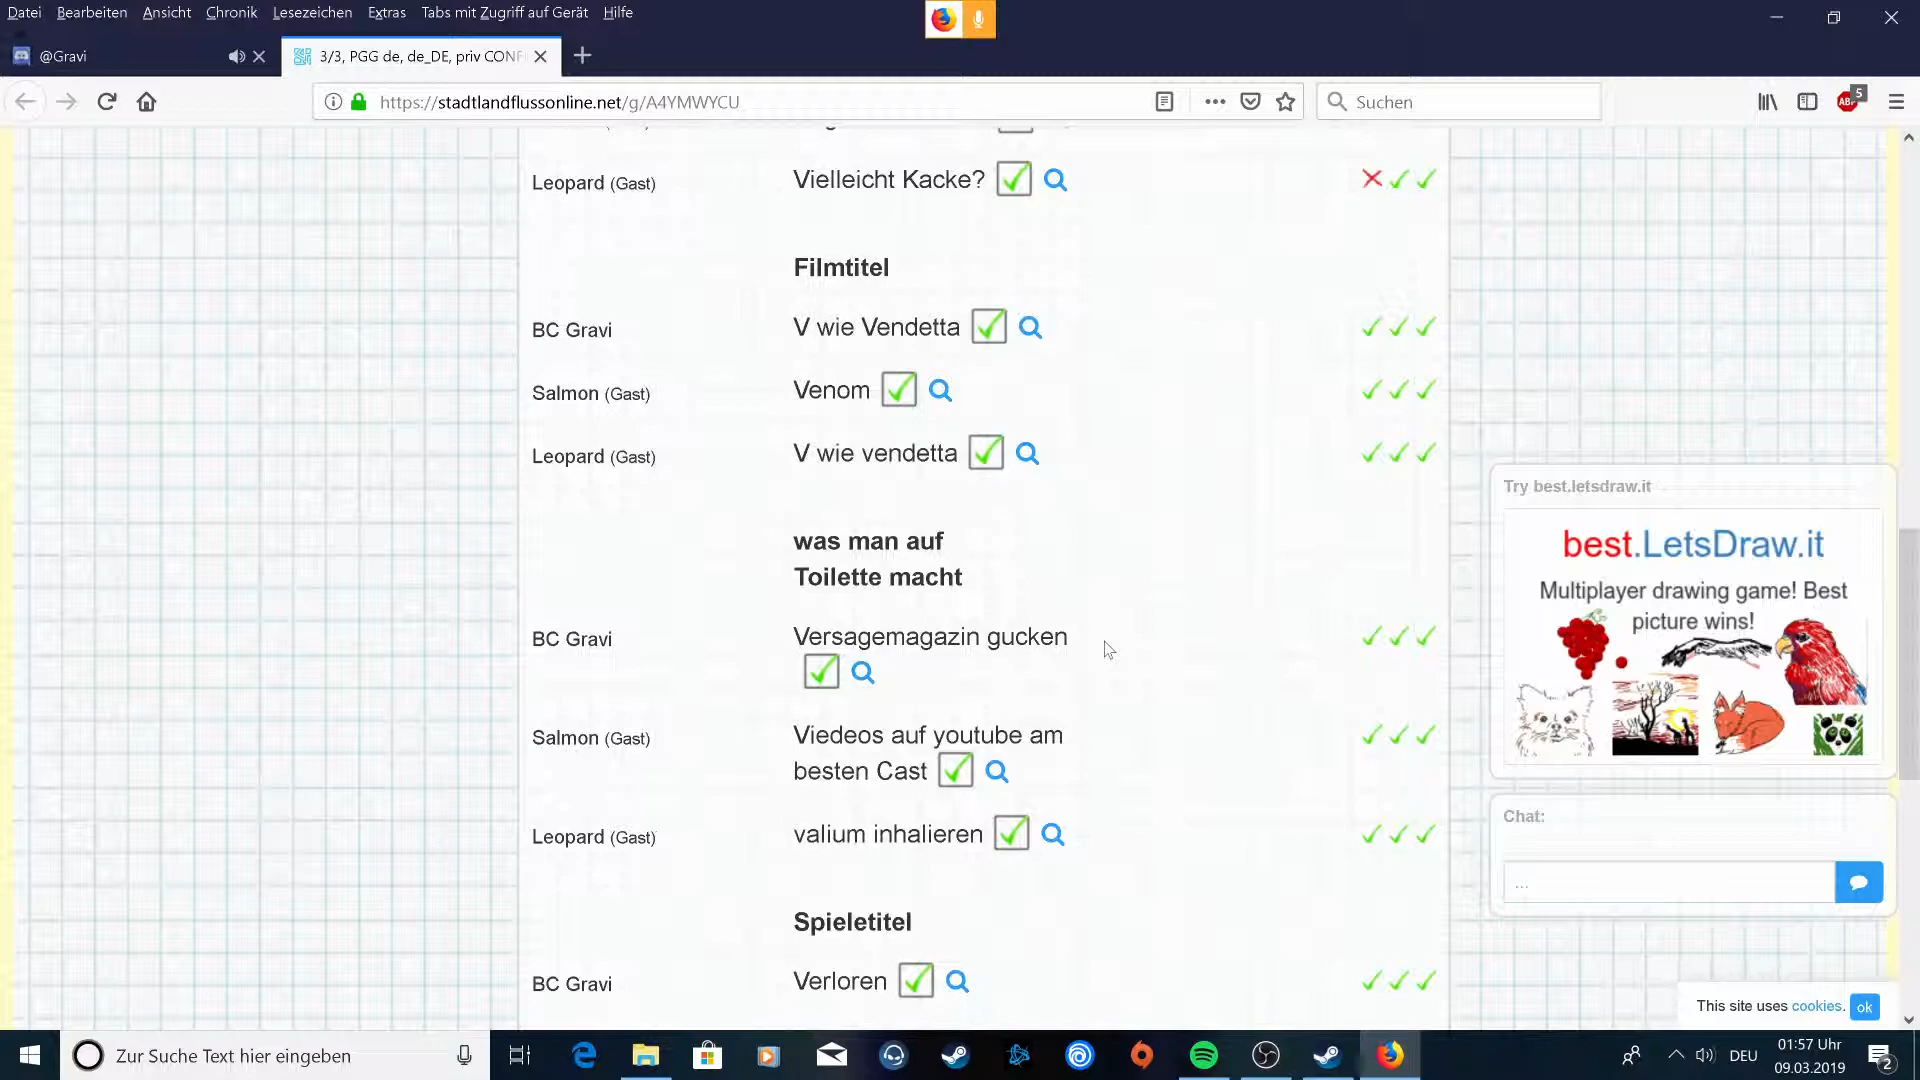 Datei Bearbeiten Ansicht Chronik Lesezeichen Extras Tabs mit Zugriff auf Gerät Hilfe
@Gravi
3/3, PGG de, de_DE, priv CONF
https://stadtlandflussonline.net/g/A4YMWYCU
Suchen
ABP 5
Leopard (Gast) Vielleicht Kacke?
Filmtitel
BC Gravi V wie Vendetta
Salmon (Gast) Venom
Leopard (Gast) V wie vendetta
was man auf
Toilette macht
BC Gravi Versagemagazin gucken
Salmon (Gast) Viedeos auf youtube am
besten Cast
Leopard (Gast) valium inhalieren
Spieletitel
BC Gravi Verloren
Try best.letsdraw.it
best.LetsDraw.it
Multiplayer drawing game! Best
picture wins!
Chat:
...
This site uses cookies. ok
Zur Suche Text hier eingeben
DEU
01:57 Uhr
09.03.2019
2